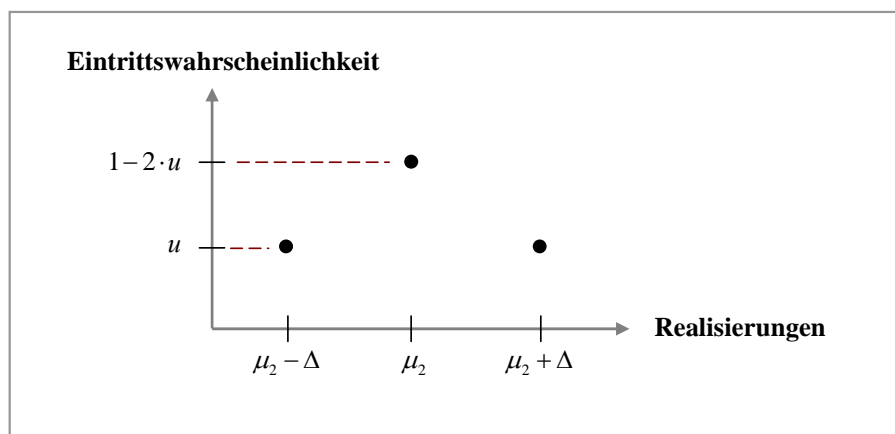 Eintrittswahrscheinlichkeit
1−2·u
u
Realisierungen
μ₂−Δ μ₂ μ₂+Δ